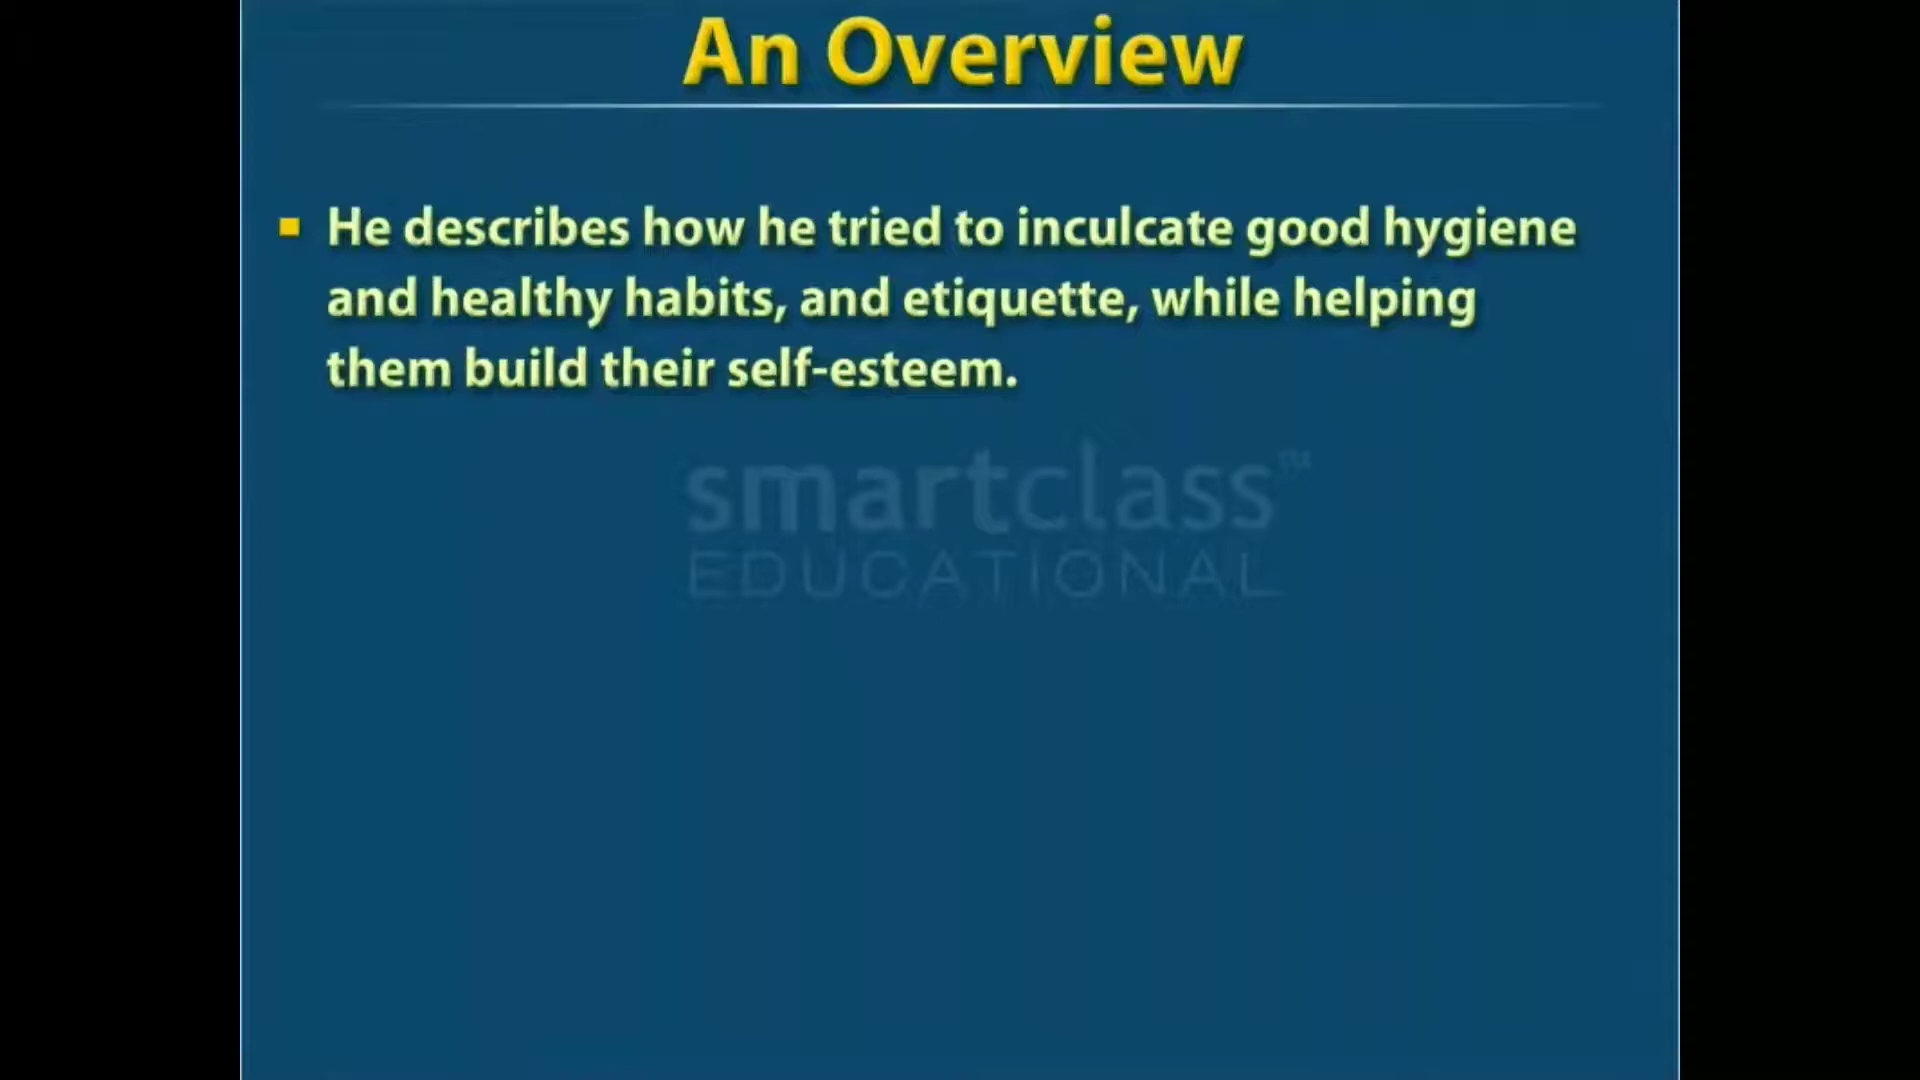 An Overview
He describes how he tried to inculcate good hygiene
and healthy habits, and etiquette, while helping
them build their self-esteem.
smartclass™
EDUCATIONAL